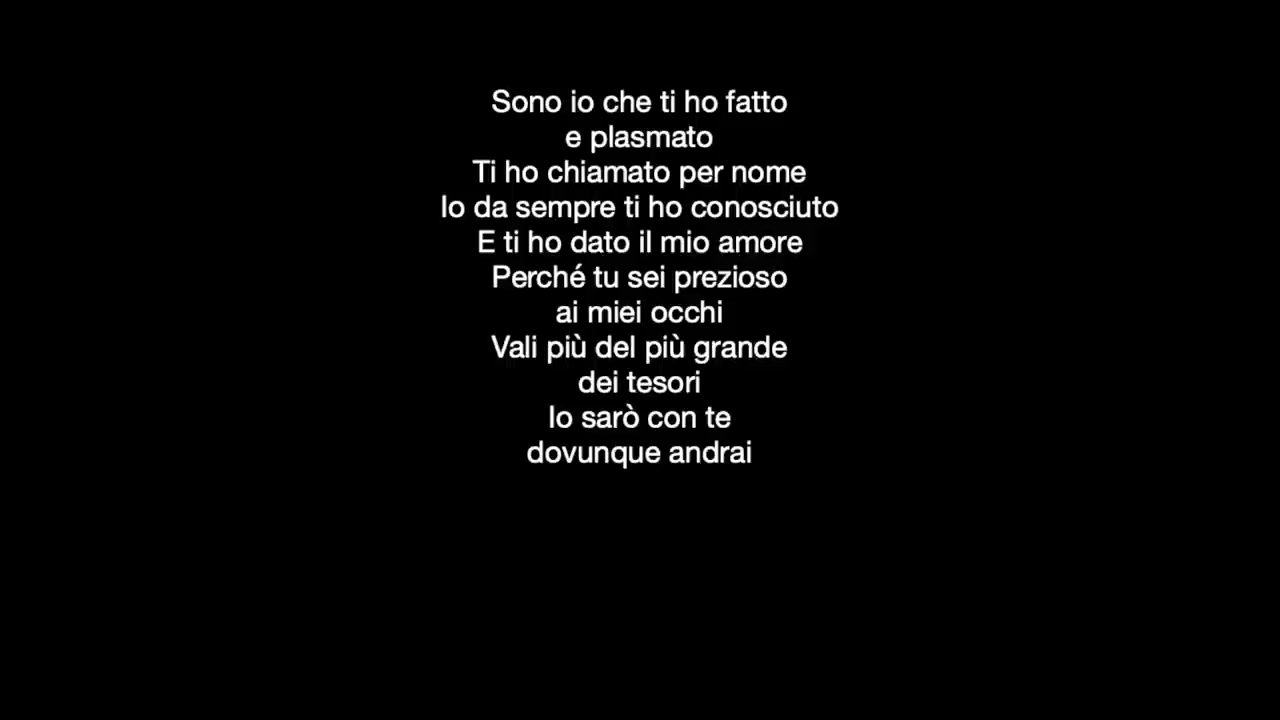 Sono io che ti ho fatto
e plasmato
Ti ho chiamato per nome
Io da sempre ti ho conosciuto
E ti ho dato il mio amore
Perché tu sei prezioso
ai miei occhi
Vali più del più grande
dei tesori
Io sarò con te
dovunque andrai